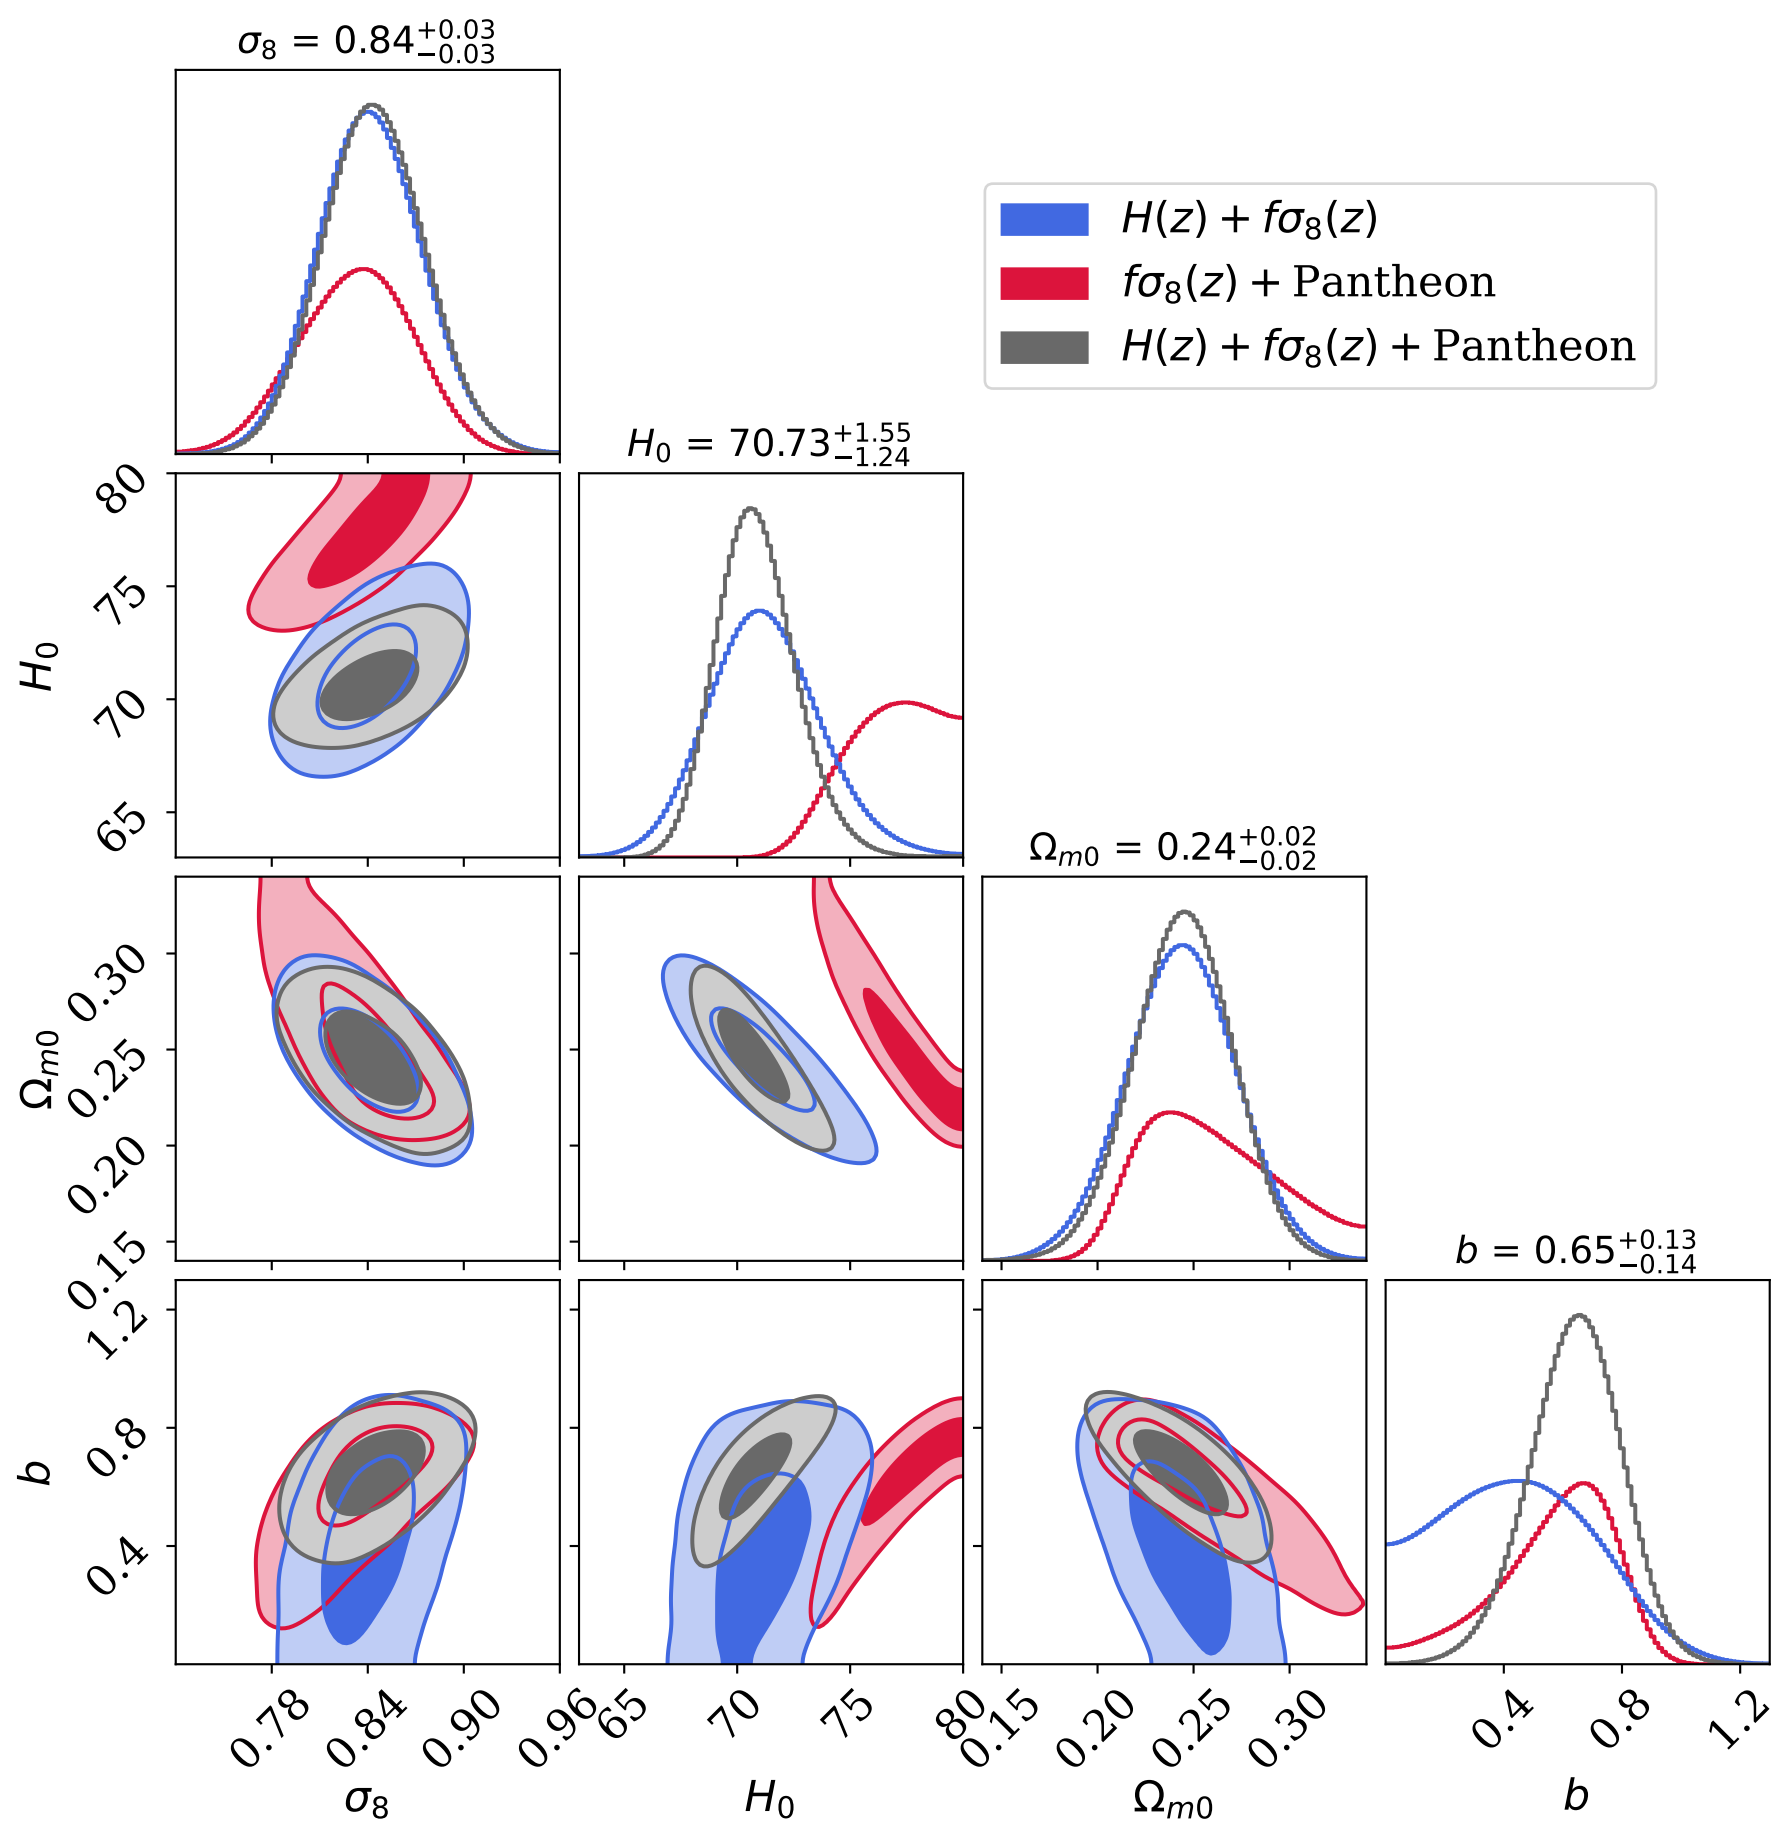 σ₈ = 0.84+0.03−0.03
H(z) + fσ₈(z)
fσ₈(z) + Pantheon
H(z) + fσ₈(z) + Pantheon
H₀ = 70.73+1.55−1.24
80
75
70
65
H₀
Ωm0 = 0.24+0.02−0.02
0.30
0.25
0.20
0.15
Ωm0
b = 0.65+0.13−0.14
1.2
0.8
0.4
b
0.78 0.84 0.90 0.96 65 70 75 80 0.15 0.20 0.25 0.30 0.4 0.8 1.2
σ₈ H₀ Ωm0 b